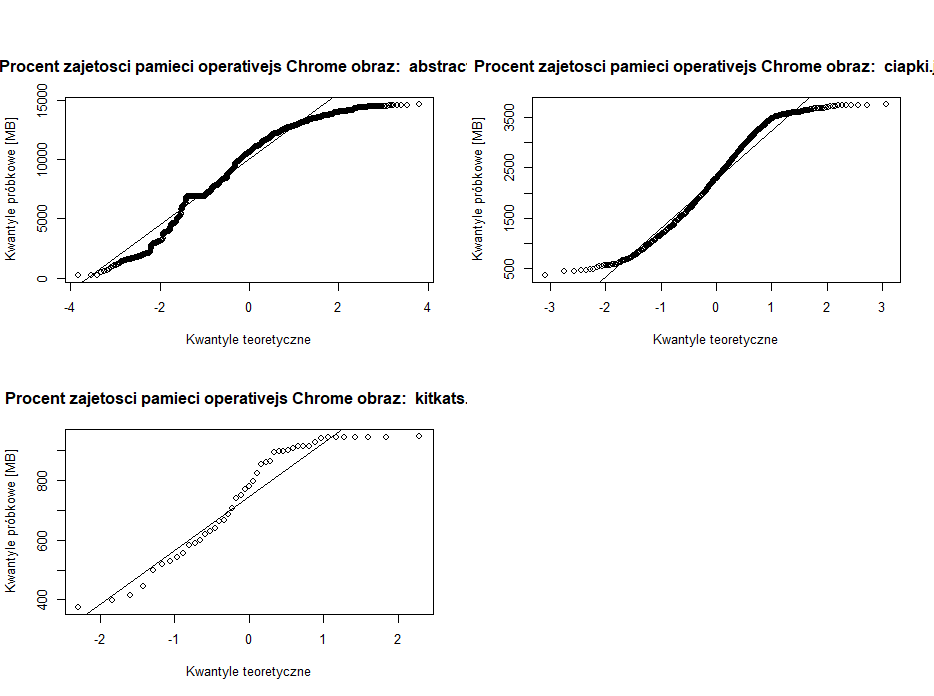 Procent zajetosci pamieci operativejs Chrome obraz: abstrac
Kwantyle próbkowe [MB]
15000
10000
5000
0
-4 -2 0 2 4
Kwantyle teoretyczne
Procent zajetosci pamieci operativejs Chrome obraz: ciapki.j
Kwantyle próbkowe [MB]
3500
2500
1500
500
-3 -2 -1 0 1 2 3
Kwantyle teoretyczne
Procent zajetosci pamieci operativejs Chrome obraz: kitkats.
Kwantyle próbkowe [MB]
800
600
400
-2 -1 0 1 2
Kwantyle teoretyczne